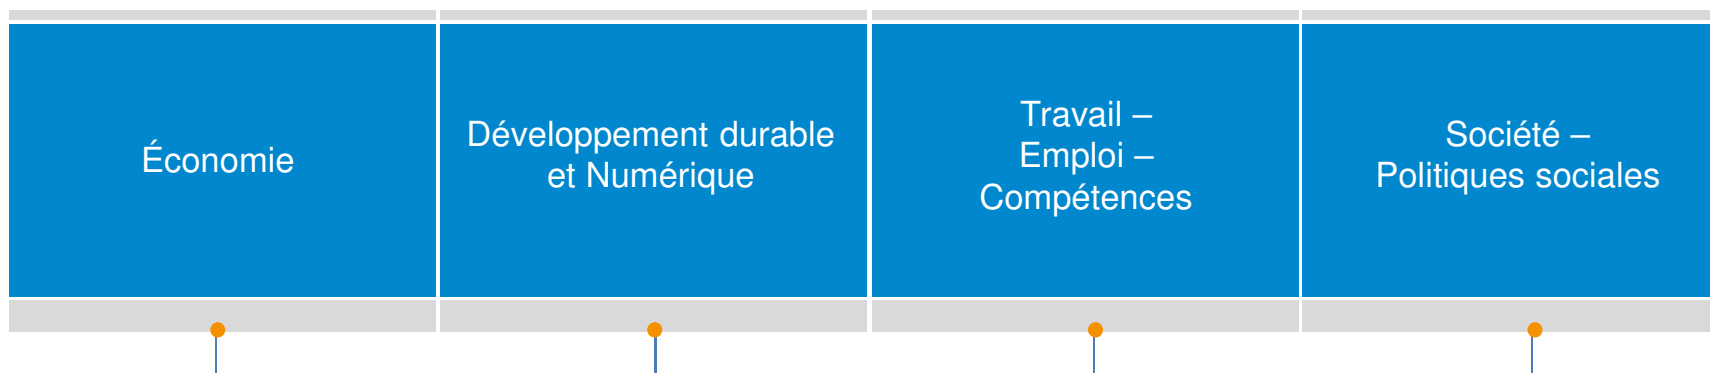 Économie
Développement durable
et Numérique
Travail –
Emploi –
Compétences
Société –
Politiques sociales